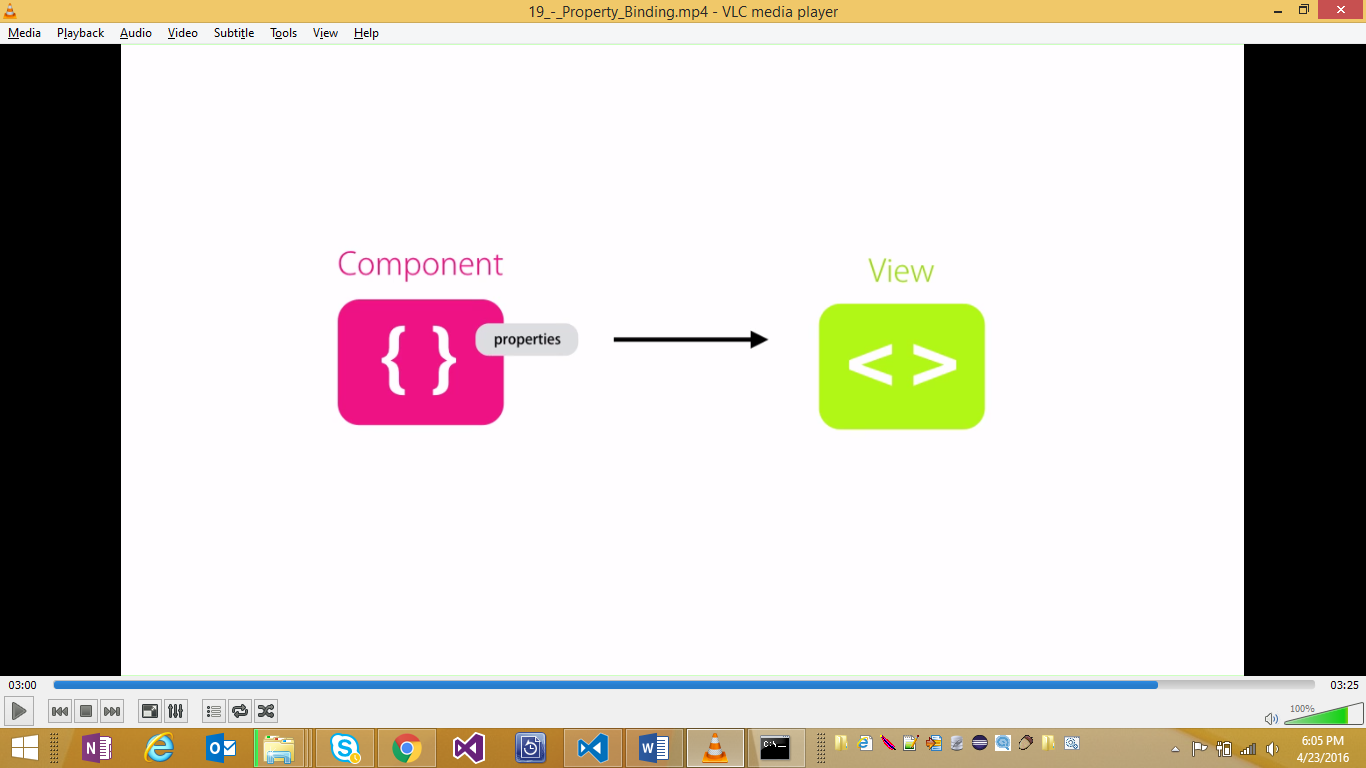 19_-_Property_Binding.mp4 - VLC media player
Media Playback Audio Video Subtitle Tools View Help
Component
View
{ }
properties
< >
03:00
03:25
100%
N
C:\_
6:05 PM
4/23/2016